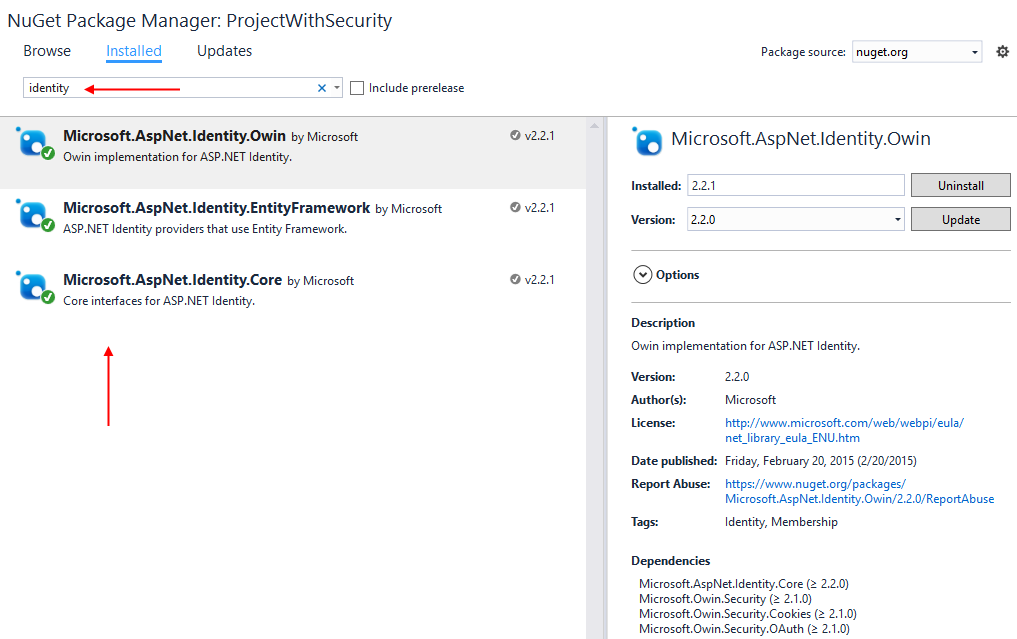 NuGet Package Manager: ProjectWithSecurity
Browse Installed Updates
Package source: nuget.org
identity
Include prerelease
Microsoft.AspNet.Identity.Owin by Microsoft v2.2.1
Owin implementation for ASP.NET Identity.
Microsoft.AspNet.Identity.EntityFramework by Microsoft v2.2.1
ASP.NET Identity providers that use Entity Framework.
Microsoft.AspNet.Identity.Core by Microsoft v2.2.1
Core interfaces for ASP.NET Identity.
Microsoft.AspNet.Identity.Owin
Installed: 2.2.1 Uninstall
Version: 2.2.0 Update
Options
Description
Owin implementation for ASP.NET Identity.
Version: 2.2.0
Author(s): Microsoft
License: http://www.microsoft.com/web/webpi/eula/
net_library_eula_ENU.htm
Date published: Friday, February 20, 2015 (2/20/2015)
Report Abuse: https://www.nuget.org/packages/
Microsoft.AspNet.Identity.Owin/2.2.0/ReportAbuse
Tags: Identity, Membership
Dependencies
Microsoft.AspNet.Identity.Core (≥ 2.2.0)
Microsoft.Owin.Security (≥ 2.1.0)
Microsoft.Owin.Security.Cookies (≥ 2.1.0)
Microsoft.Owin.Security.OAuth (≥ 2.1.0)